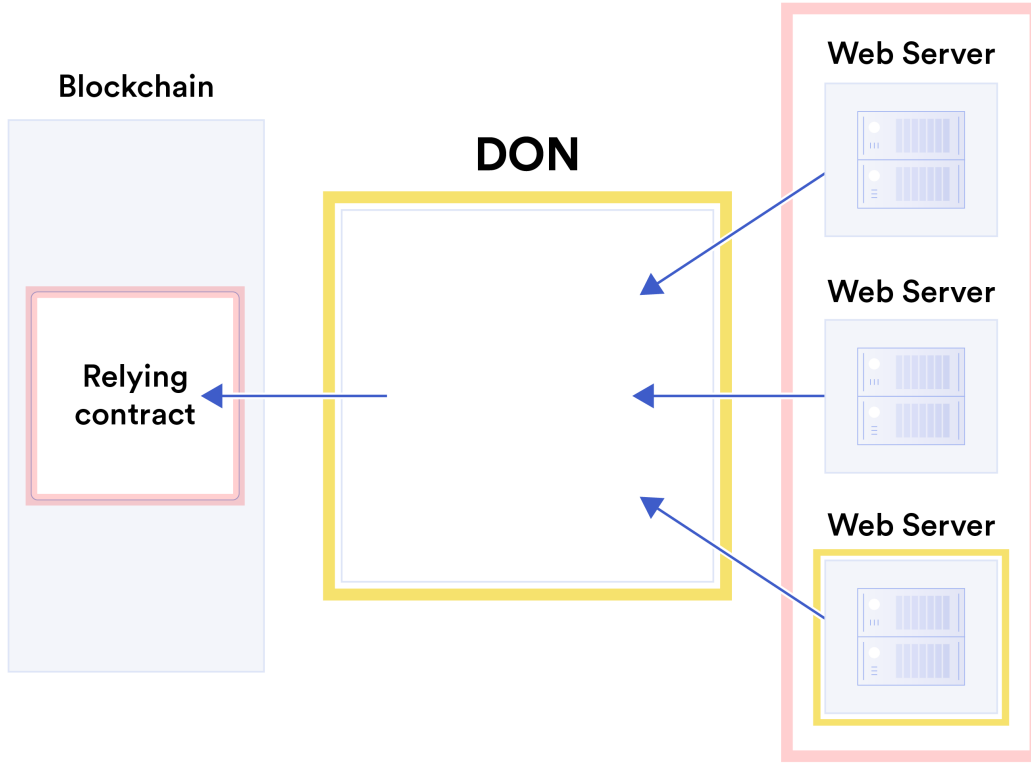 Blockchain
Relying
contract
DON
Web Server
Web Server
Web Server